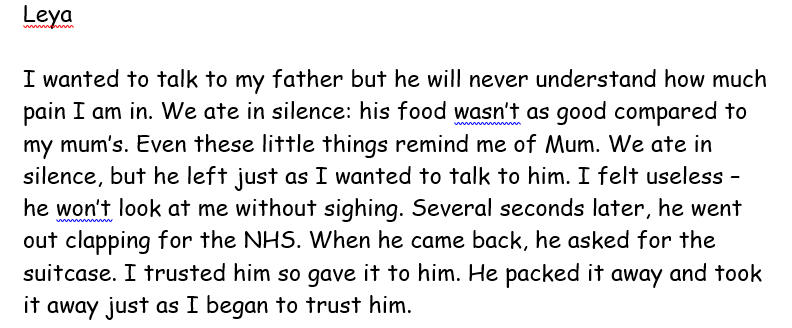 Leya
I wanted to talk to my father but he will never understand how much
pain I am in. We ate in silence: his food wasn't as good compared to
my mum's. Even these little things remind me of Mum. We ate in
silence, but he left just as I wanted to talk to him. I felt useless –
he won't look at me without sighing. Several seconds later, he went
out clapping for the NHS. When he came back, he asked for the
suitcase. I trusted him so gave it to him. He packed it away and took
it away just as I began to trust him.